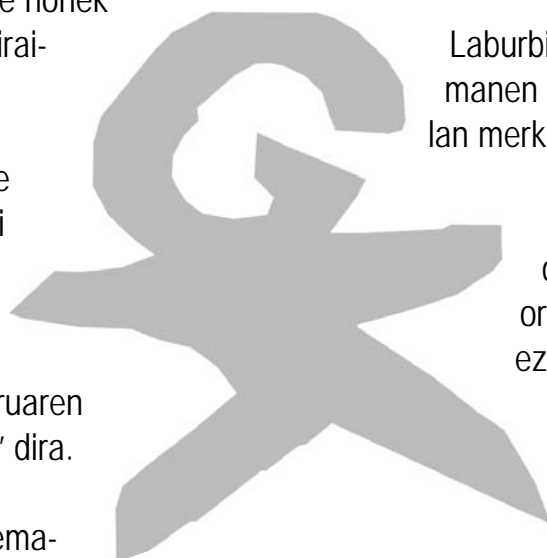 e honek
irai-
e
i
ruaren
" dira.
ema-
Laburbi
manen
lan merk
or
ez